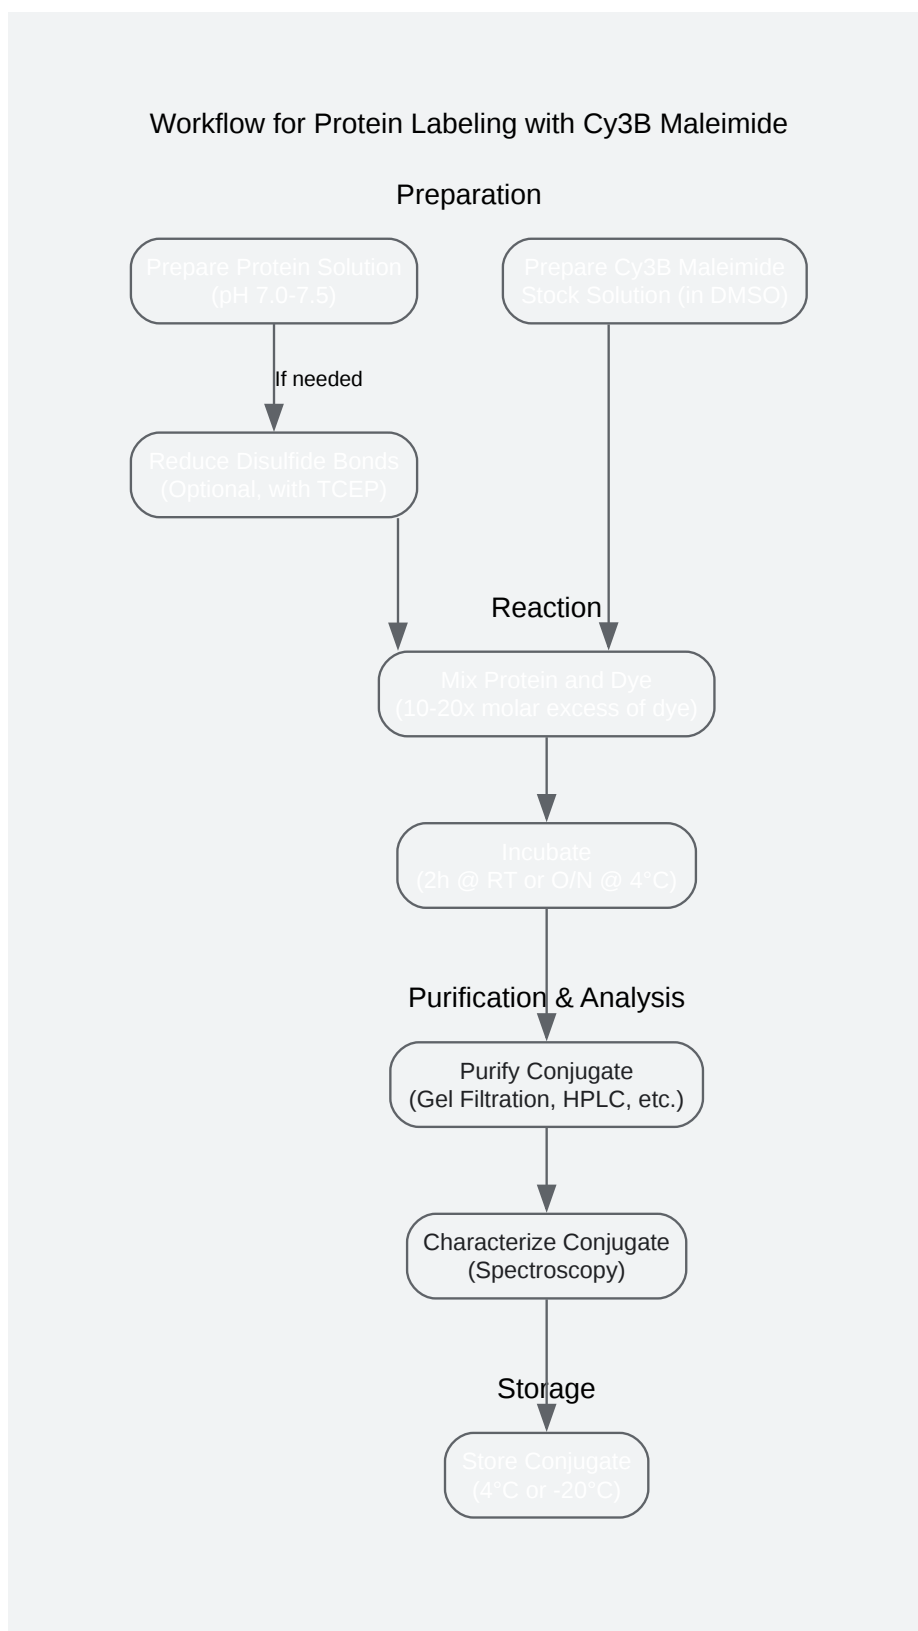 Workflow for Protein Labeling with Cy3B Maleimide
Preparation
Prepare Protein Solution
(pH 7.0-7.5)
Prepare Cy3B Maleimide
Stock Solution (in DMSO)
If needed
Reduce Disulfide Bonds
(Optional, with TCEP)
Reaction
Mix Protein and Dye
(10-20x molar excess of dye)
Incubate
(2h @ RT or O/N @ 4°C)
Purification & Analysis
Purify Conjugate
(Gel Filtration, HPLC, etc.)
Characterize Conjugate
(Spectroscopy)
Storage
Store Conjugate
(4°C or -20°C)